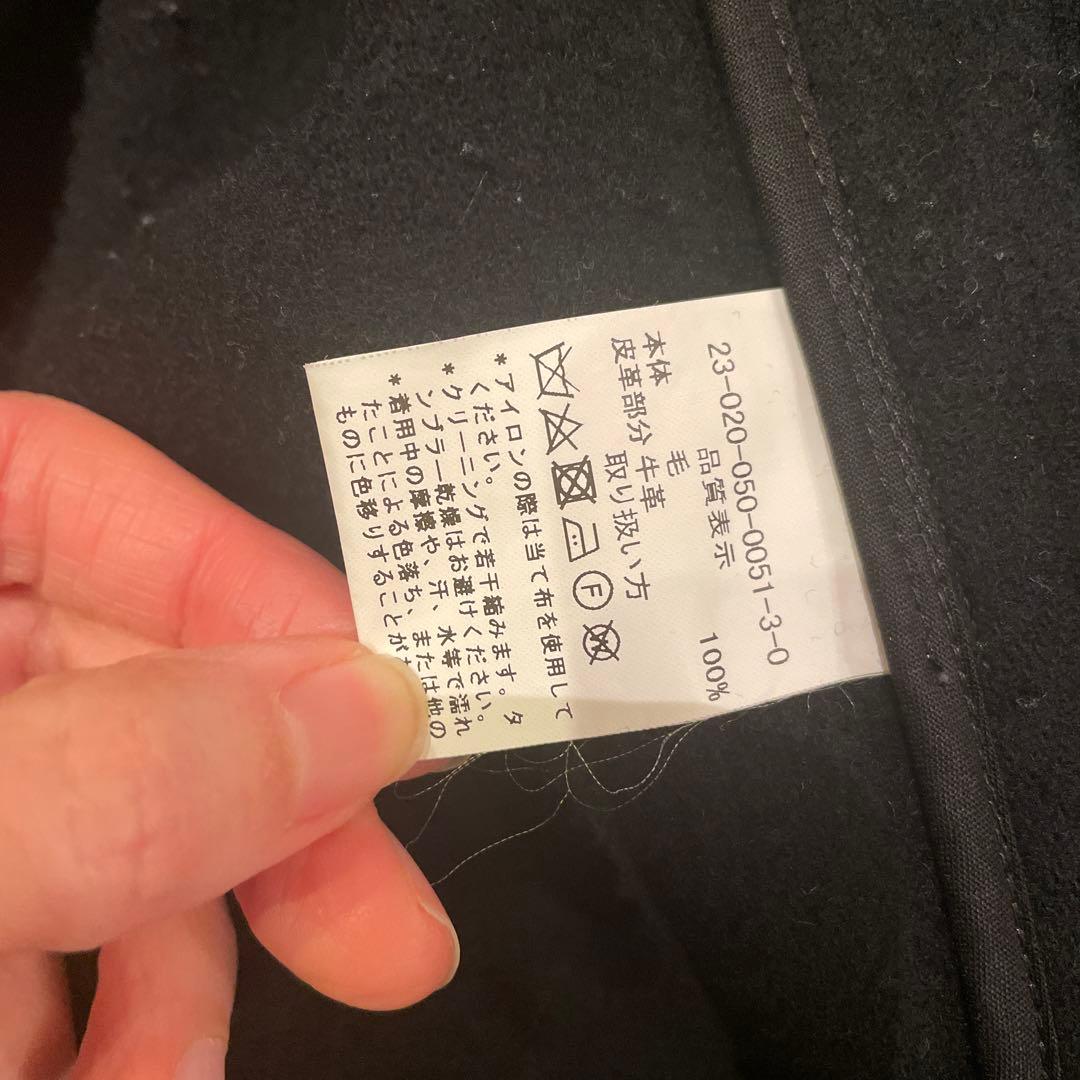 23-020-050-0051-3-0
品質表示
本体 毛 100%
皮革部分 牛革
取り扱い方
F
W
*アイロンの際は当て布を使用して
ください。
*クリーニングで若干縮みます。タ
ンブラー乾燥はお避けください。
*着用中の摩擦や、汗、水等で濡れ
たことによる色落ち、または他の
ものに色移りすることが